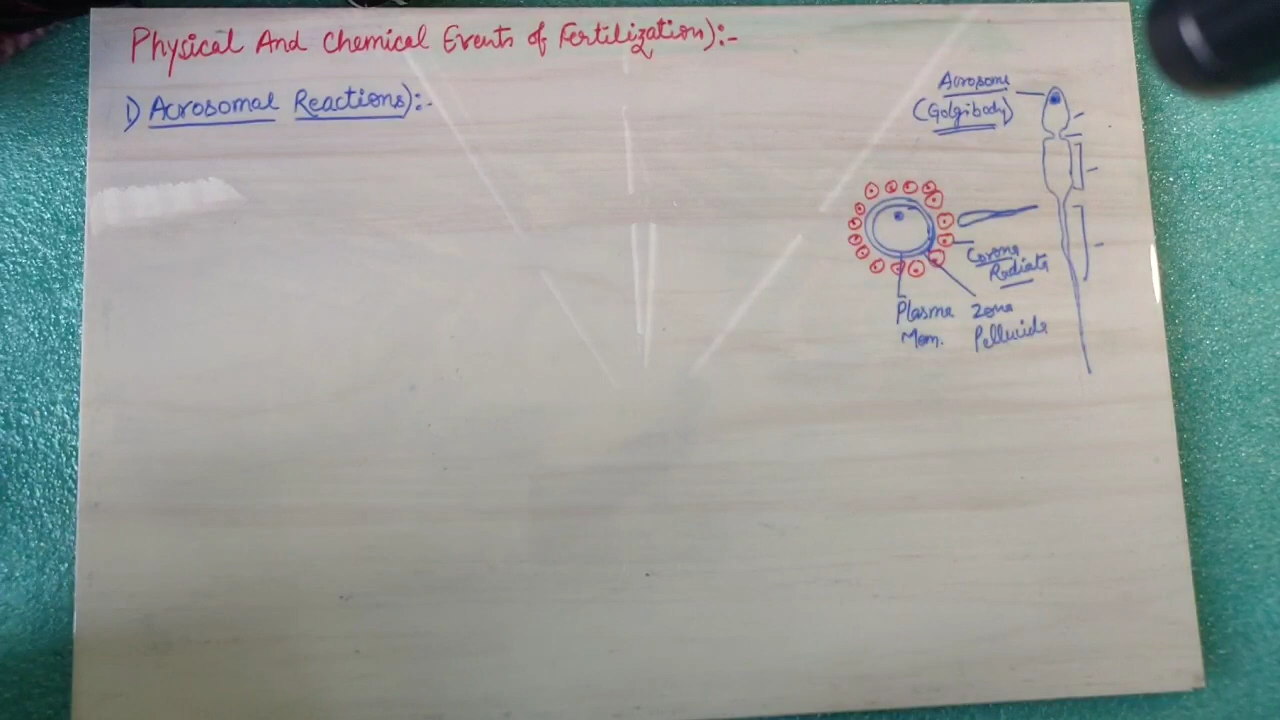 Physical And Chemical Events of Fertilization):-
1) Acrosomal Reactions):-
Acrosome
(Golgibody)
Corona
Radiata
Plasma
Mem.
Zona
Pellucida